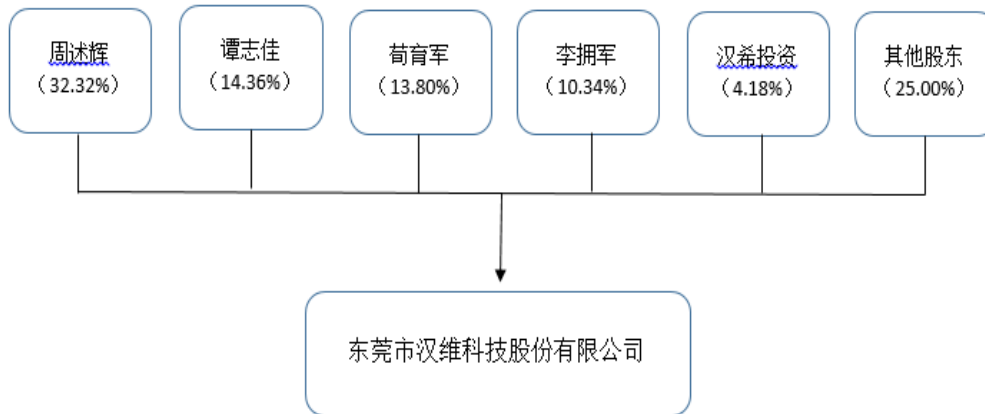 周述辉
（32.32%）
谭志佳
（14.36%）
荀育军
（13.80%）
李拥军
（10.34%）
汉希投资
（4.18%）
其他股东
（25.00%）
东莞市汉维科技股份有限公司